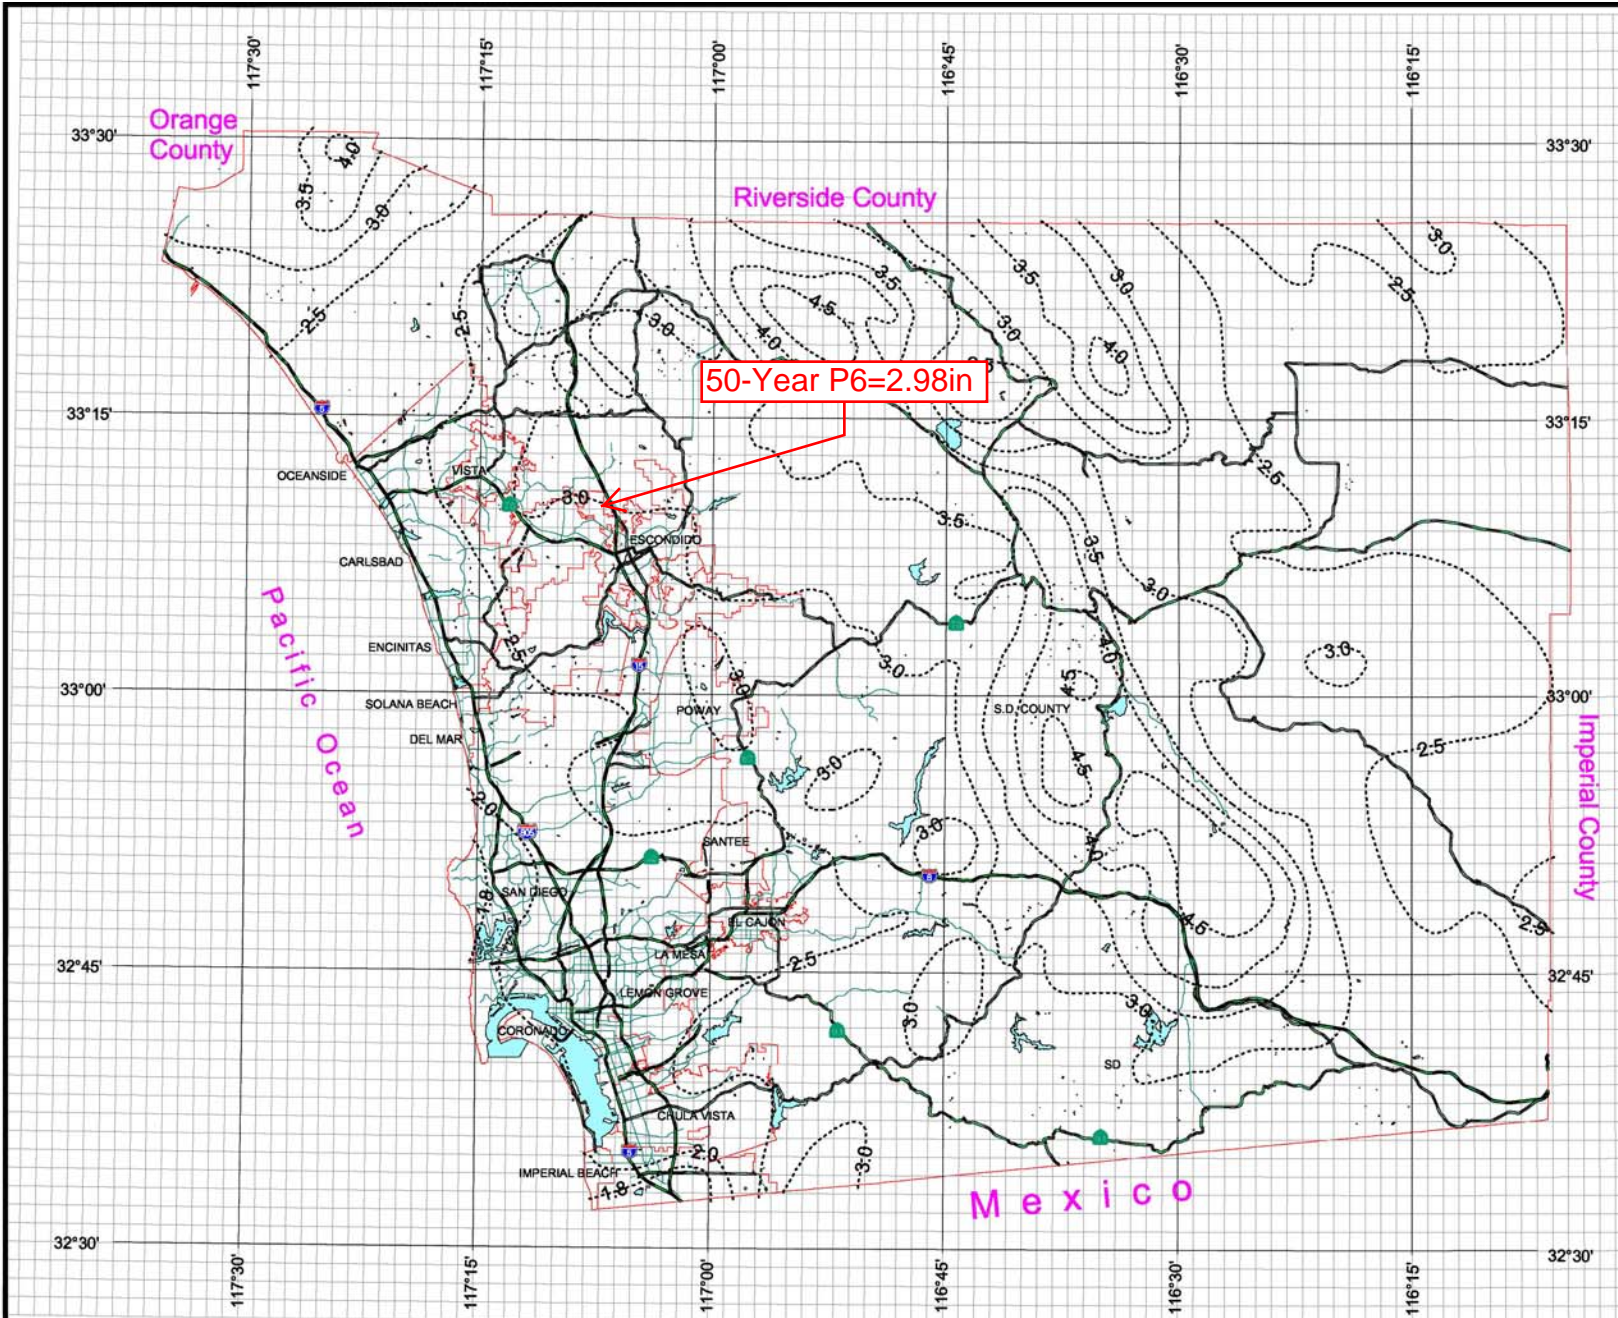 117°30'
117°15'
117°00'
116°45'
116°30'
116°15'
Orange
County
33°30'
33°30'
4.0
3.5
3.0
Riverside County
3.0
3.5
3.0
2.5
3.5
4.5
2.5
2.5
3.0
4.0
3.0
4.0
50-Year P6=2.98in
5
33°15'
33°15'
OCEANSIDE
VISTA
2.5
3.0
3.5
ESCONDIDO
3.5
CARLSBAD
3.0
Pacific Ocean
ENCINITAS
2.5
4.0
3.0
15
3.0
3.0
4.5
33°00'
33°00'
SOLANA BEACH
POWAY
S.D. COUNTY
DEL MAR
2.5
Imperial County
3.0
4.5
2.0
805
3.0
SANTEE
4.0
8
SAN DIEGO
1.8
EL CAJON
4.5
2.5
LA MESA
2.5
32°45'
32°45'
LEMON GROVE
3.0
3.0
CORONADO
SD
CHULA VISTA
2.0
5
3.0
IMPERIAL BEACH
1.8
Mexico
32°30'
32°30'
117°30'
117°15'
117°00'
116°45'
116°30'
116°15'